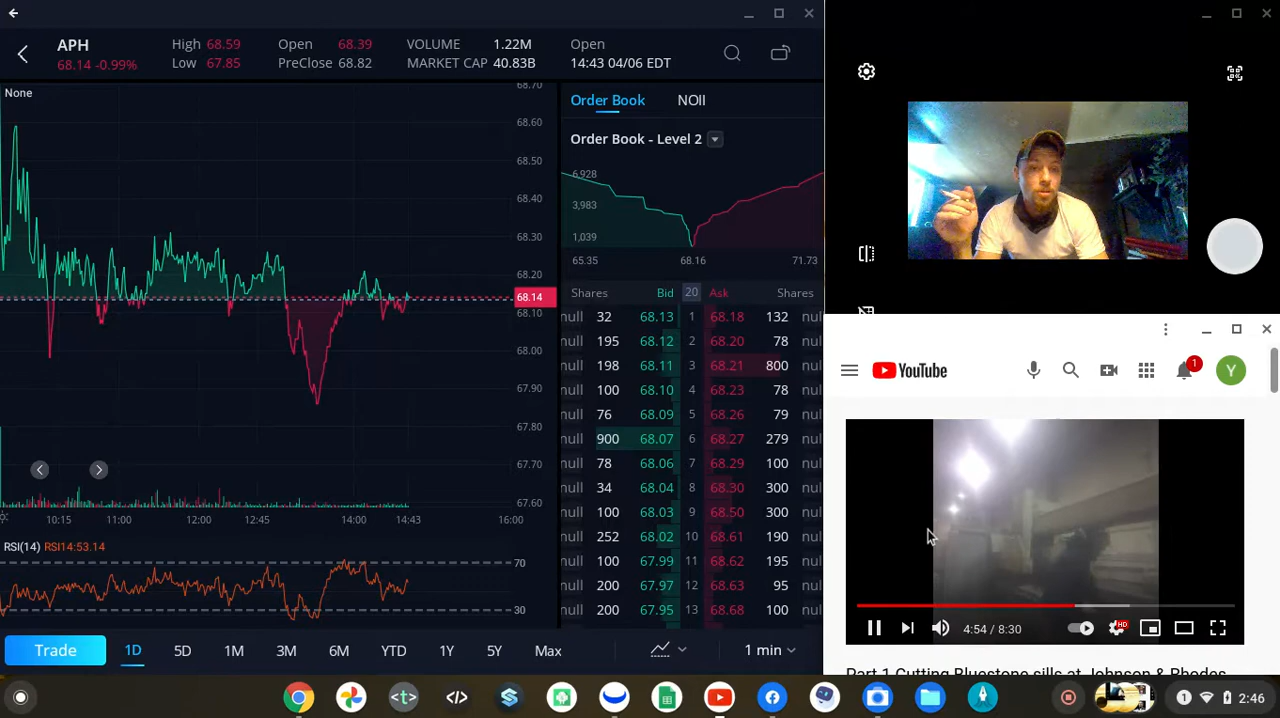 APH
68.14 -0.99%
High 68.59
Low 67.85
Open 68.39
PreClose 68.82
VOLUME 1.22M
MARKET CAP 40.83B
Open
14:43 04/06 EDT
None
68.70
68.60
68.50
68.40
68.30
68.20
68.14
68.10
68.00
67.90
67.80
67.70
67.60
10:15 11:00 12:00 12:45 14:00 14:43 16:00
RSI(14) RSI14:53.14
70
30
Trade 1D 5D 1M 3M 6M YTD 1Y 5Y Max 1 min
Order Book NOII
Order Book - Level 2
6,928
3,983
1,039
65.35 68.16 71.73
Shares Bid 20 Ask Shares
null 32 68.13 1 68.18 132 null
null 195 68.12 2 68.20 78 null
null 198 68.11 3 68.21 800 null
null 100 68.10 4 68.23 78 null
null 76 68.09 5 68.26 79 null
null 900 68.07 6 68.27 279 null
null 78 68.06 7 68.29 100 null
null 34 68.04 8 68.30 300 null
null 100 68.03 9 68.50 300 null
null 252 68.02 10 68.61 190 null
null 100 67.99 11 68.62 195 null
null 200 67.97 12 68.63 95 null
null 200 67.95 13 68.68 100 null
YouTube 1 Y
4:54 / 8:30 HD
Part 1 Cutting Bluestone sills at Johnson & Rhodes
<t>
1 2:46